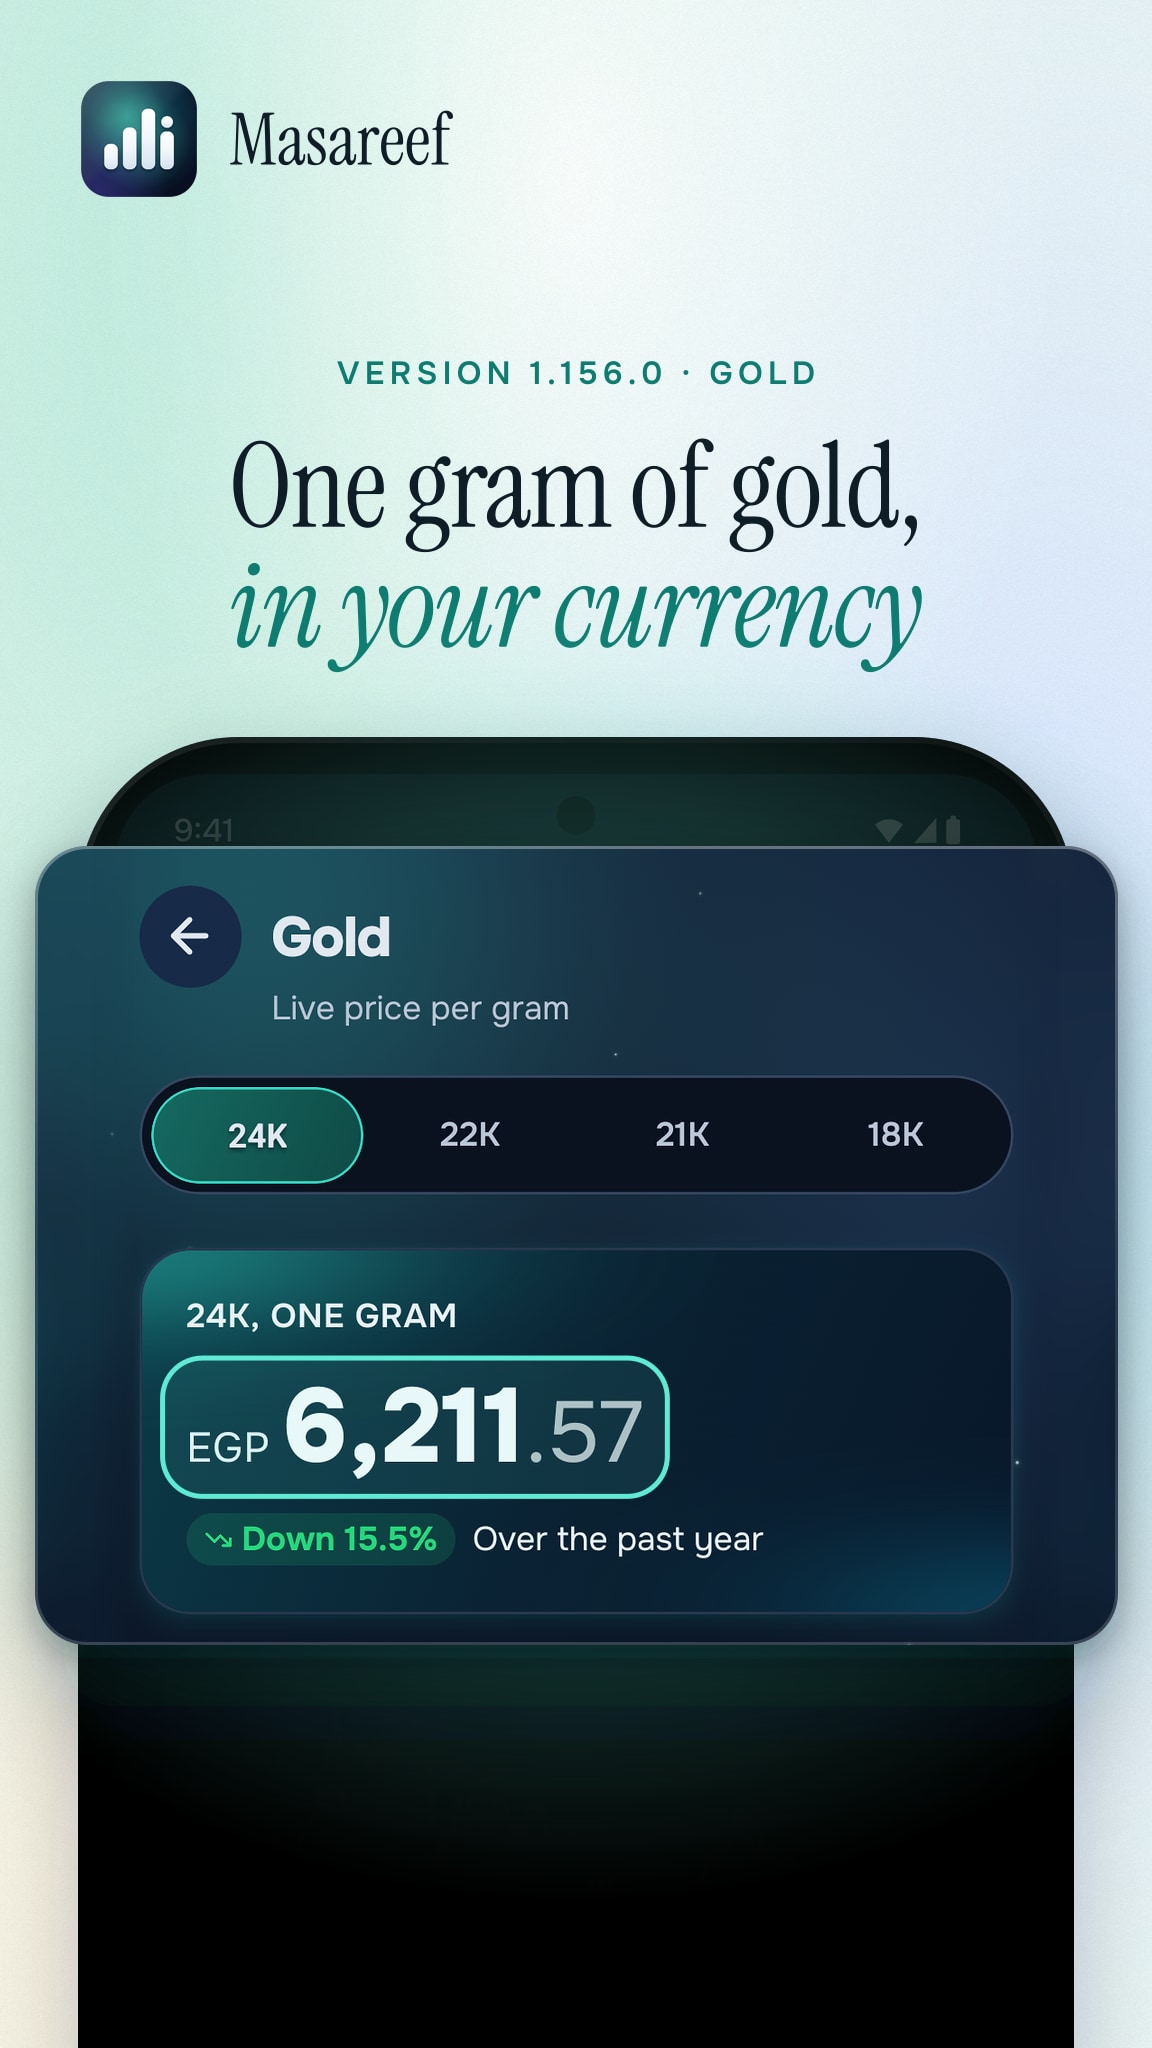 Masareef
VERSION 1.156.0 · GOLD
One gram of gold,
in your currency
9:41
Gold
Live price per gram
24K 22K 21K 18K
24K, ONE GRAM
EGP 6,211.57
Down 15.5% Over the past year